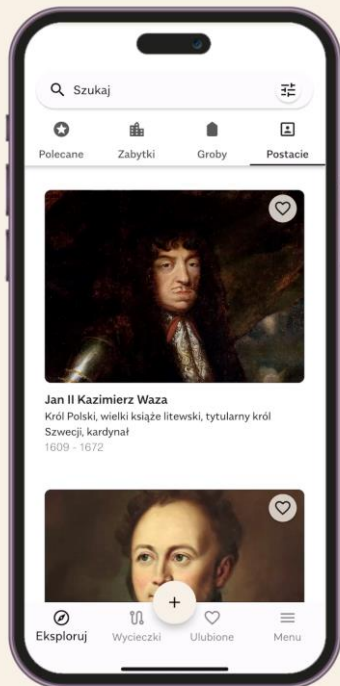 Szukaj
Polecane Zabytki Groby Postacie
Jan II Kazimierz Waza
Król Polski, wielki książe litewski, tytularny król
Szwecji, kardynał
1609 - 1672
Eksploruj Wycieczki Ulubione Menu